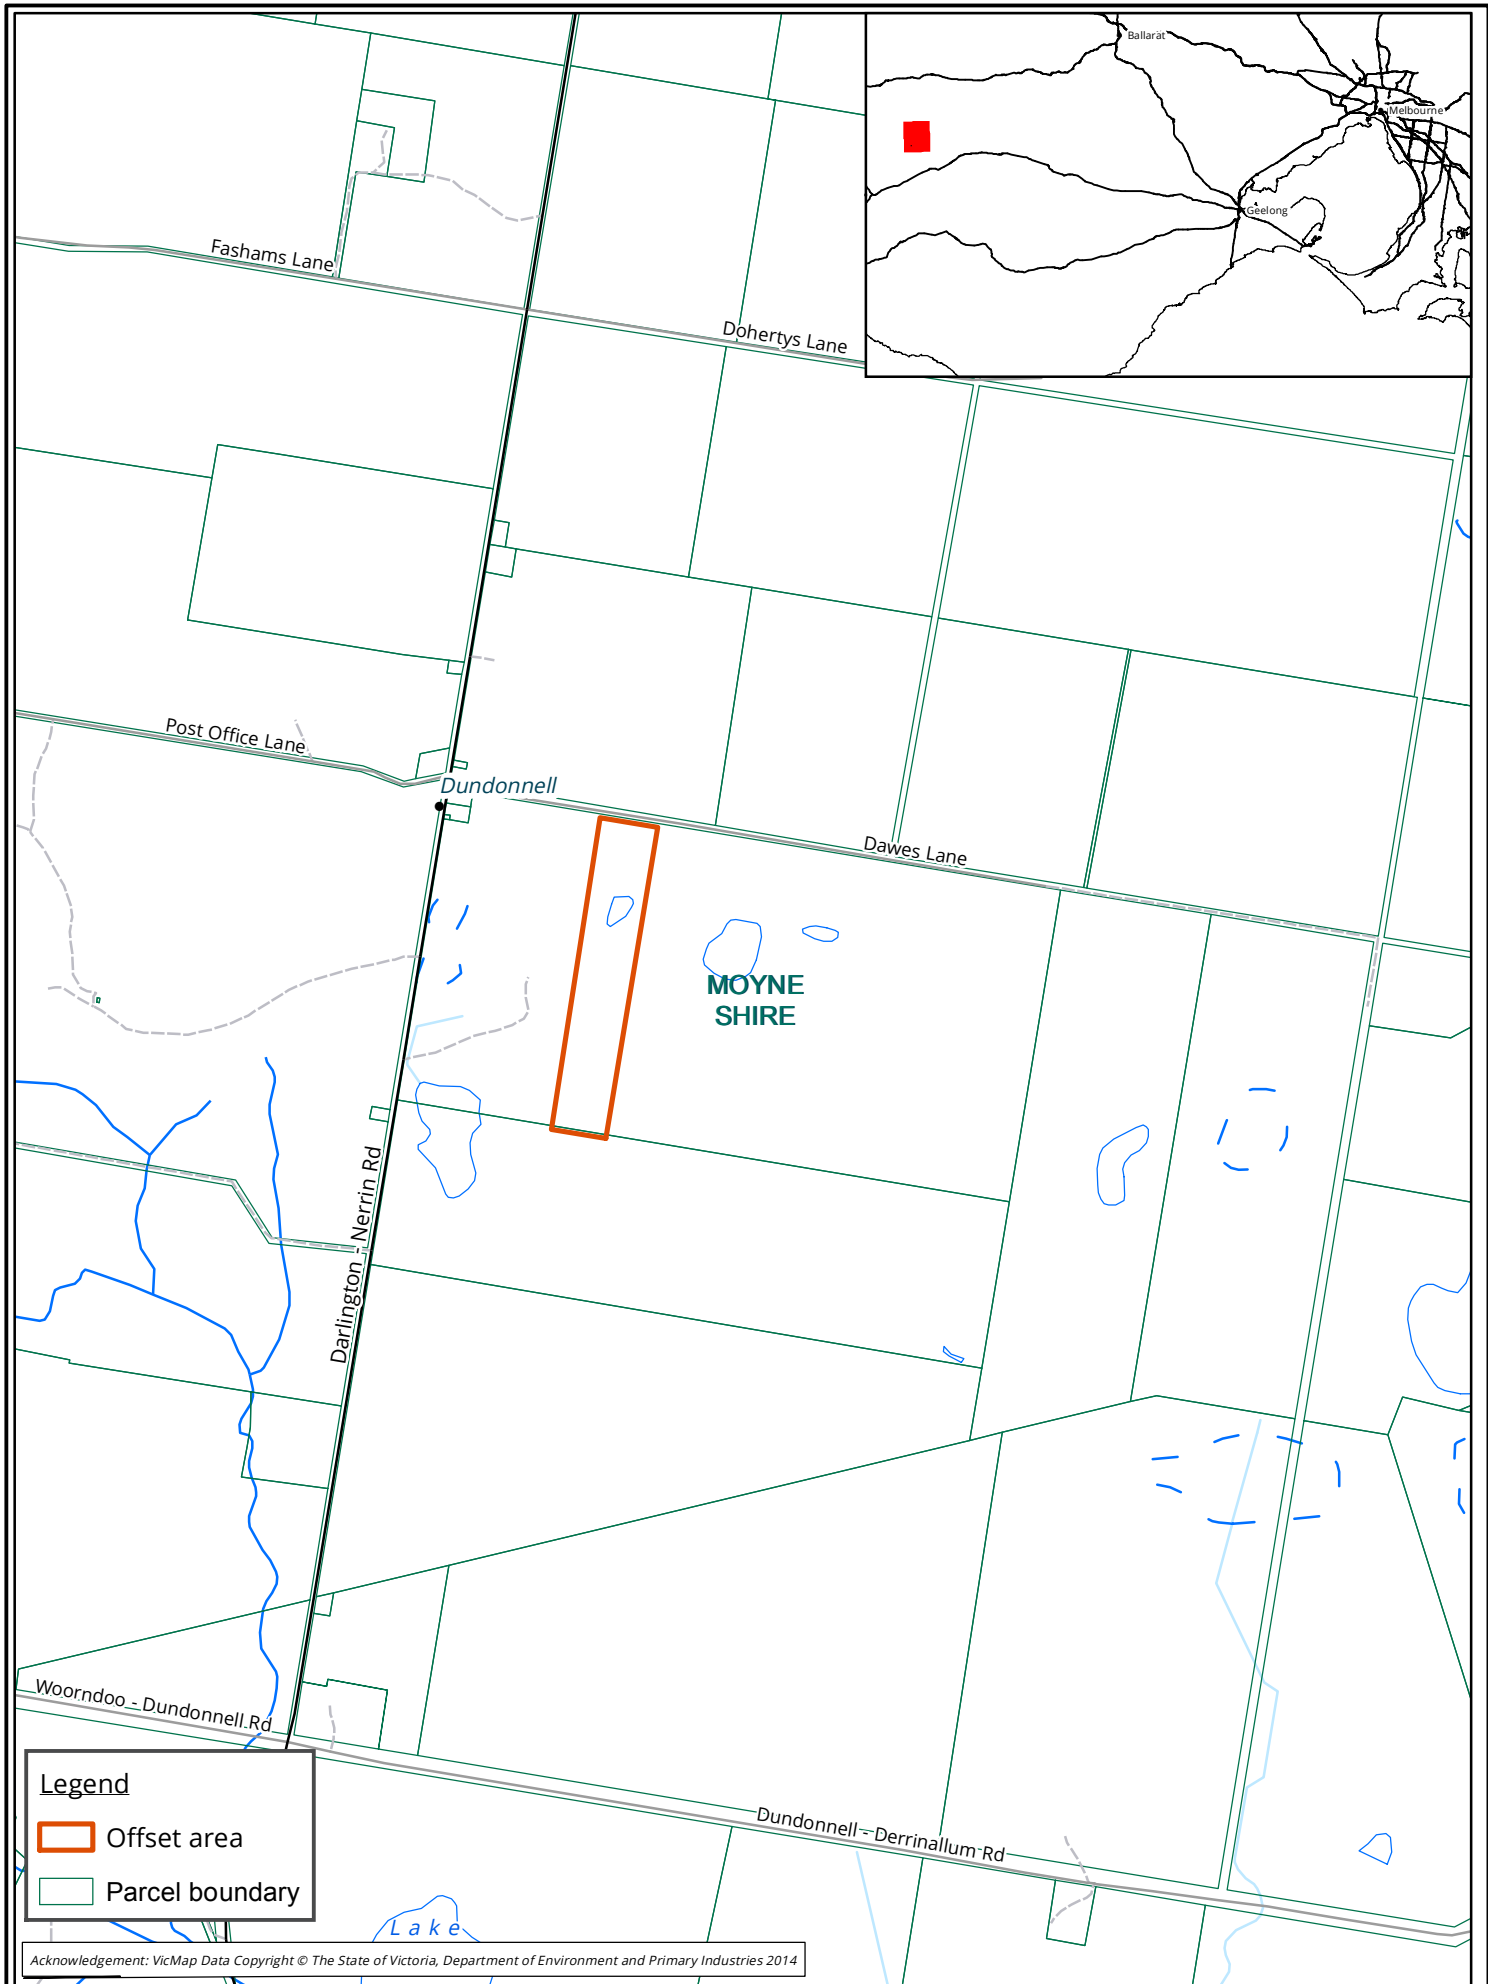 Ballarat
Melbourne
Geelong
Fashams Lane
Dohertys Lane
Post Office Lane
Dundonnell
Dawes Lane
MOYNE
SHIRE
Darlington - Nerrin Rd
Woorndoo - Dundonnell Rd
Legend
Offset area
Parcel boundary
Dundonnell - Derrinallum Rd
Lake
Acknowledgement: VicMap Data Copyright © The State of Victoria, Department of Environment and Primary Industries 2014